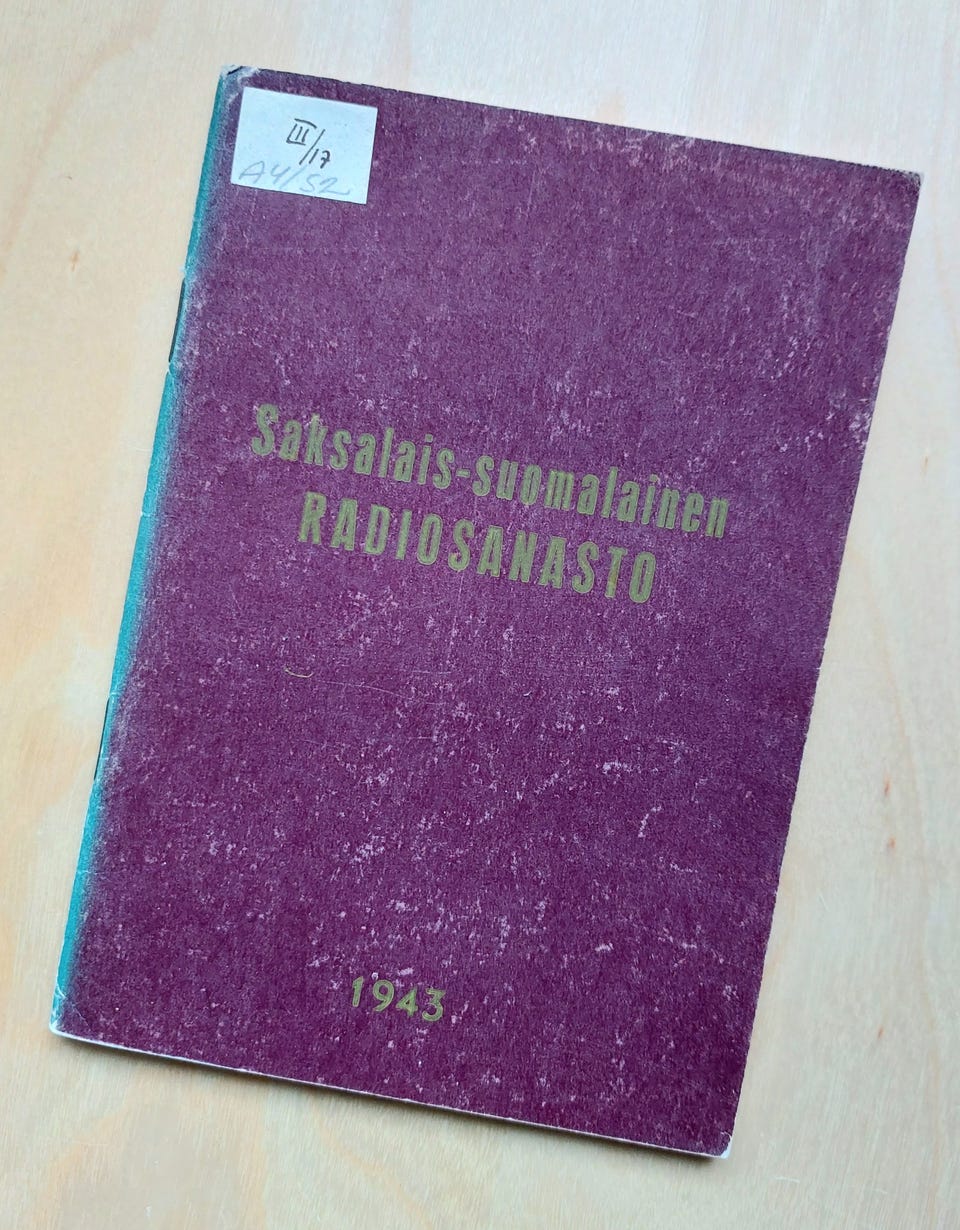 III/17
A4/52
Saksalais-suomalainen
RADIOSANASTO
1943